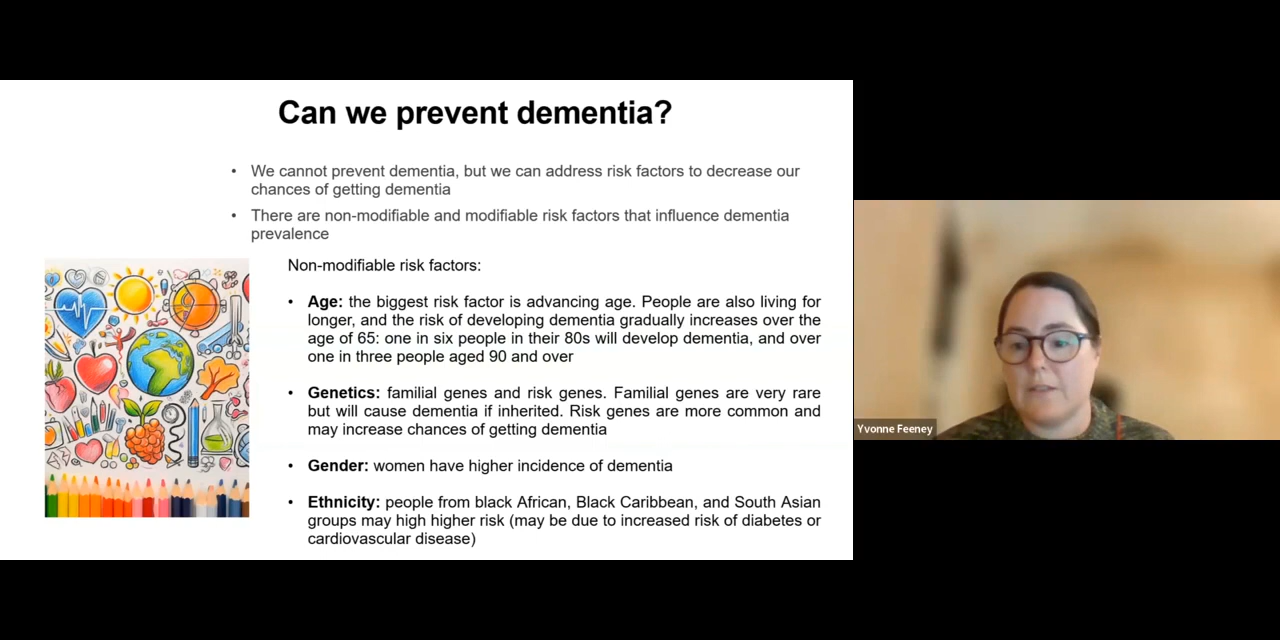 Can we prevent dementia?
• We cannot prevent dementia, but we can address risk factors to decrease our
chances of getting dementia
• There are non-modifiable and modifiable risk factors that influence dementia
prevalence
Non-modifiable risk factors:
• Age: the biggest risk factor is advancing age. People are also living for
longer, and the risk of developing dementia gradually increases over the
age of 65: one in six people in their 80s will develop dementia, and over
one in three people aged 90 and over
• Genetics: familial genes and risk genes. Familial genes are very rare
but will cause dementia if inherited. Risk genes are more common and
may increase chances of getting dementia
• Gender: women have higher incidence of dementia
• Ethnicity: people from black African, Black Caribbean, and South Asian
groups may high higher risk (may be due to increased risk of diabetes or
cardiovascular disease)
Yvonne Feeney